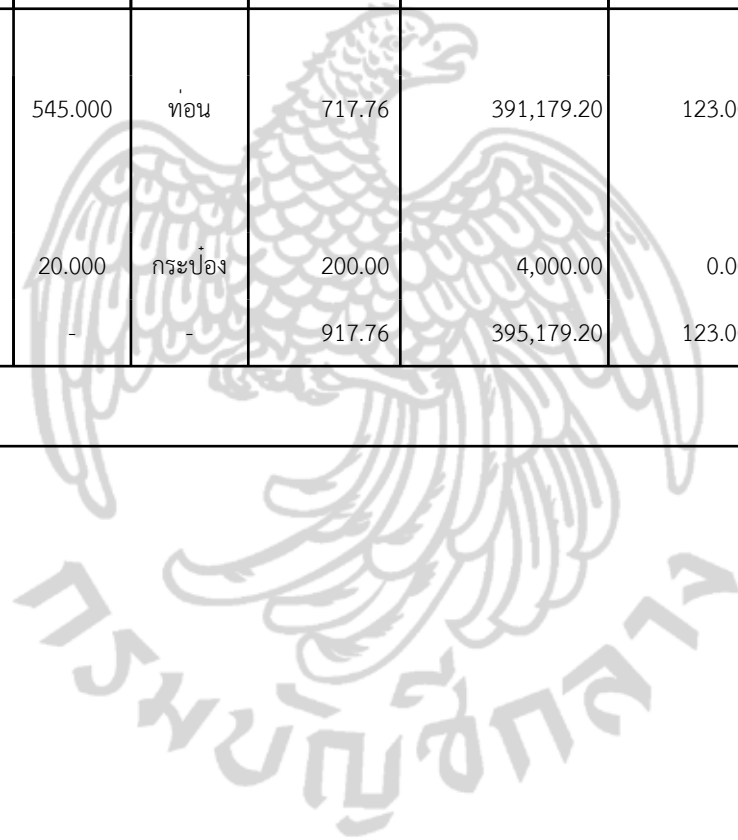 545.000 ท่อน 717.76 391,179.20 123.0
20.000 กระป๋อง 200.00 4,000.00 0.0
- - 917.76 395,179.20 123.0
กรมบัญชีกลาง